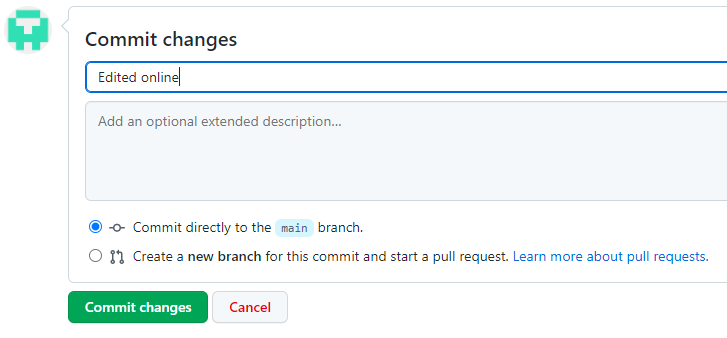 Commit changes
Edited online
Add an optional extended description...
Commit directly to the main branch.
Create a new branch for this commit and start a pull request. Learn more about pull requests.
Commit changes Cancel